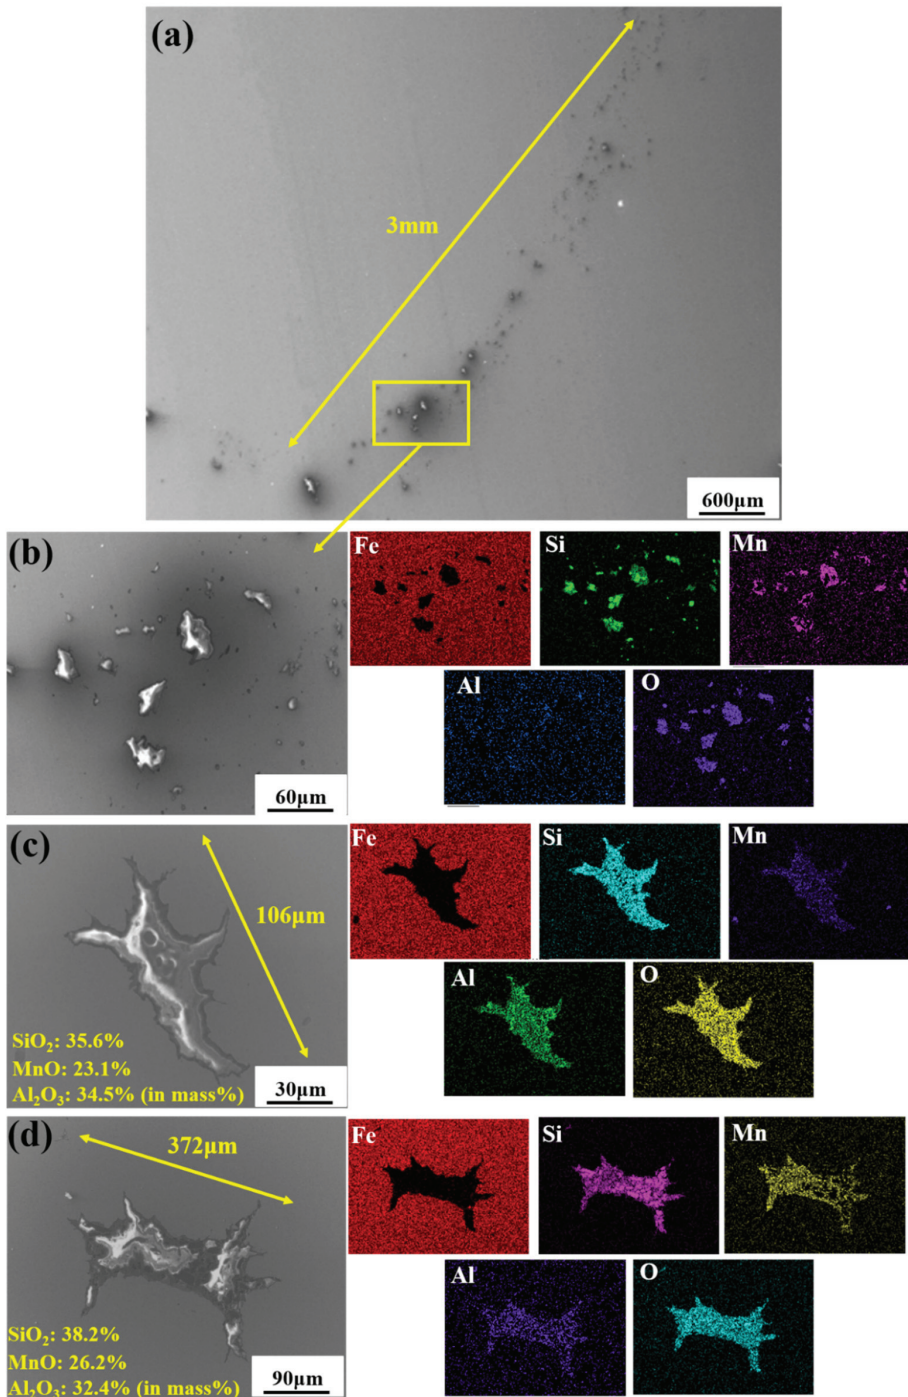 (a)
3mm
600μm
(b)
60μm
Fe
Si
Mn
Al
O
(c)
106μm
SiO₂: 35.6%
MnO: 23.1%
Al₂O₃: 34.5% (in mass%)
30μm
Fe
Si
Mn
Al
O
(d)
372μm
SiO₂: 38.2%
MnO: 26.2%
Al₂O₃: 32.4% (in mass%)
90μm
Fe
Si
Mn
Al
O